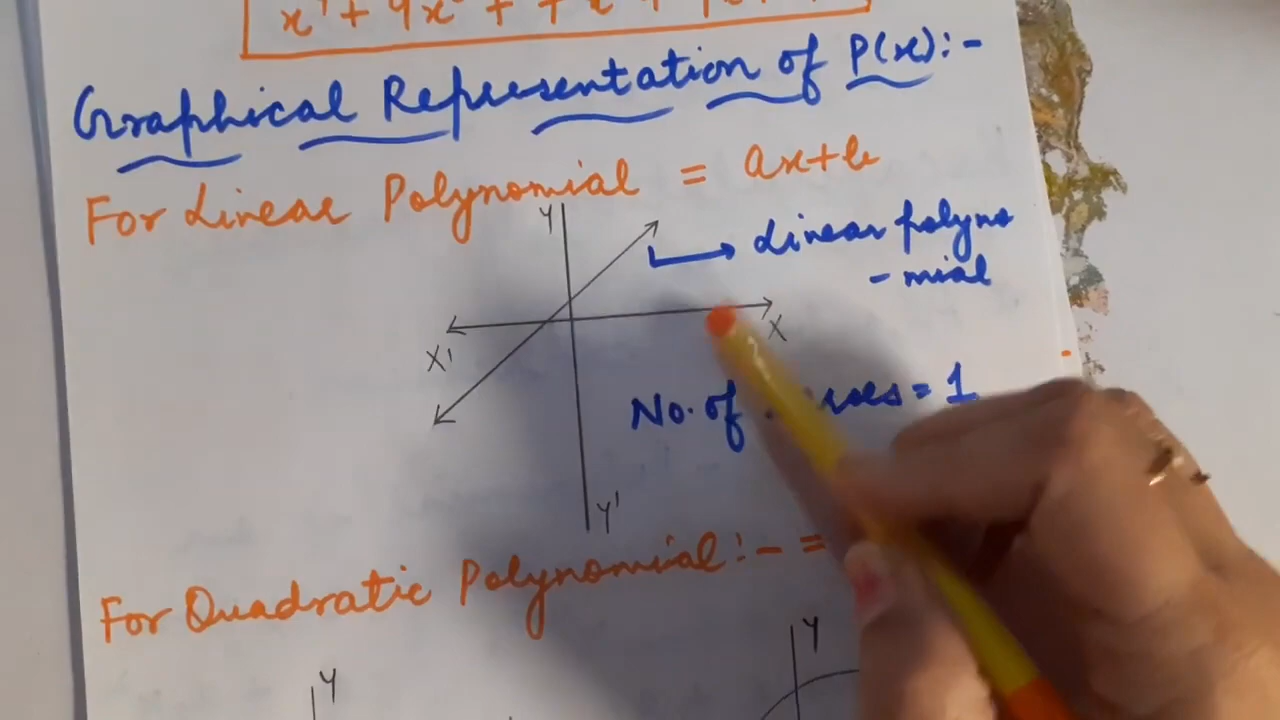 Graphical Representation of P(x):-
For Linear Polynomial = ax+b
Y
Linear polyno
- mial
X' X
No. of = 1
Y'
For Quadratic Polynomial :- =
Y Y